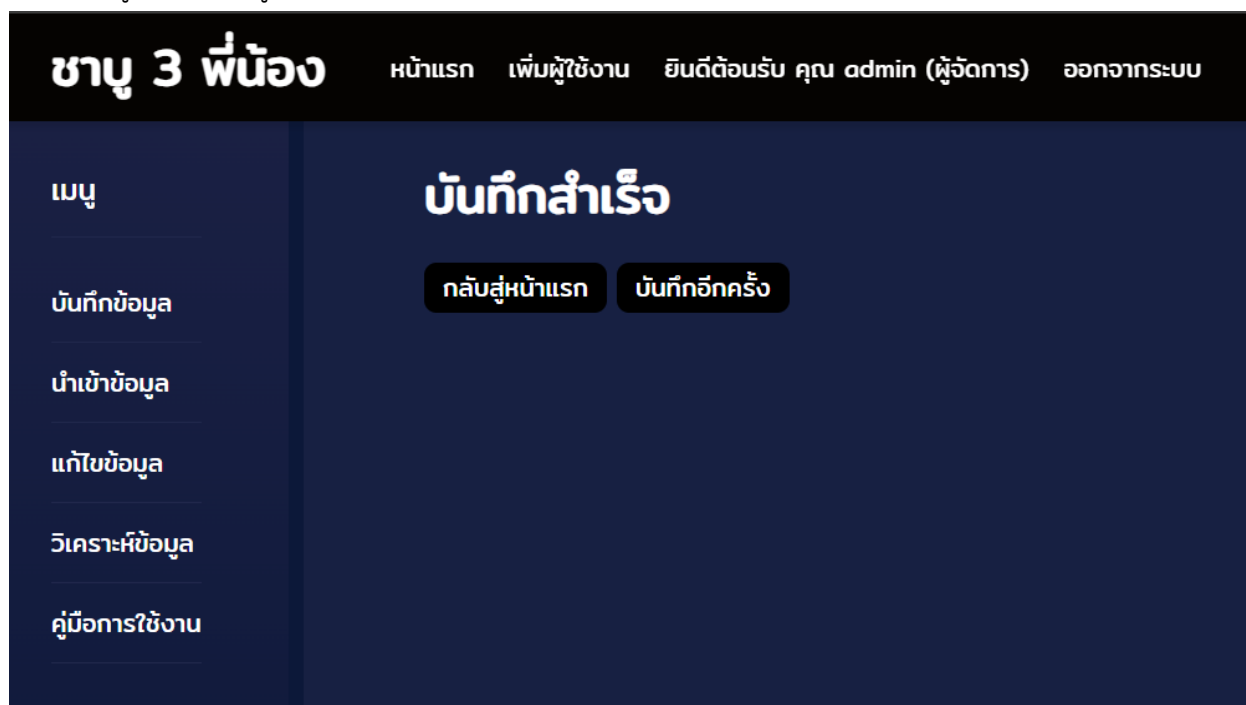 ชาบู 3 พี่น้อง หน้าแรก เพิ่มผู้ใช้งาน ยินดีต้อนรับ คุณ admin (ผู้จัดการ) ออกจากระบบ
เมนู
บันทึกข้อมูล
นำเข้าข้อมูล
แก้ไขข้อมูล
วิเคราะห์ข้อมูล
คู่มือการใช้งาน
บันทึกสำเร็จ
กลับสู่หน้าแรก บันทึกอีกครั้ง